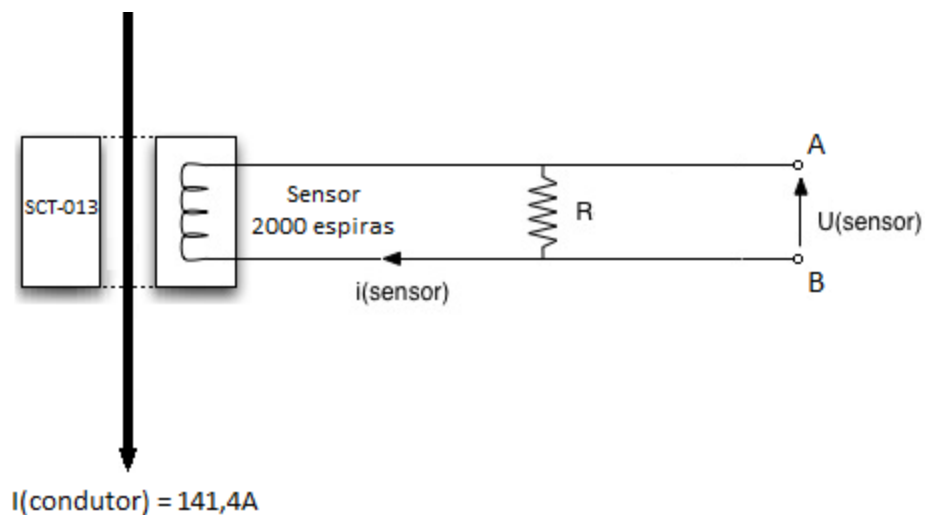 A
SCT-013
Sensor
2000 espiras
R
U(sensor)
B
i(sensor)
I(condutor) = 141,4A